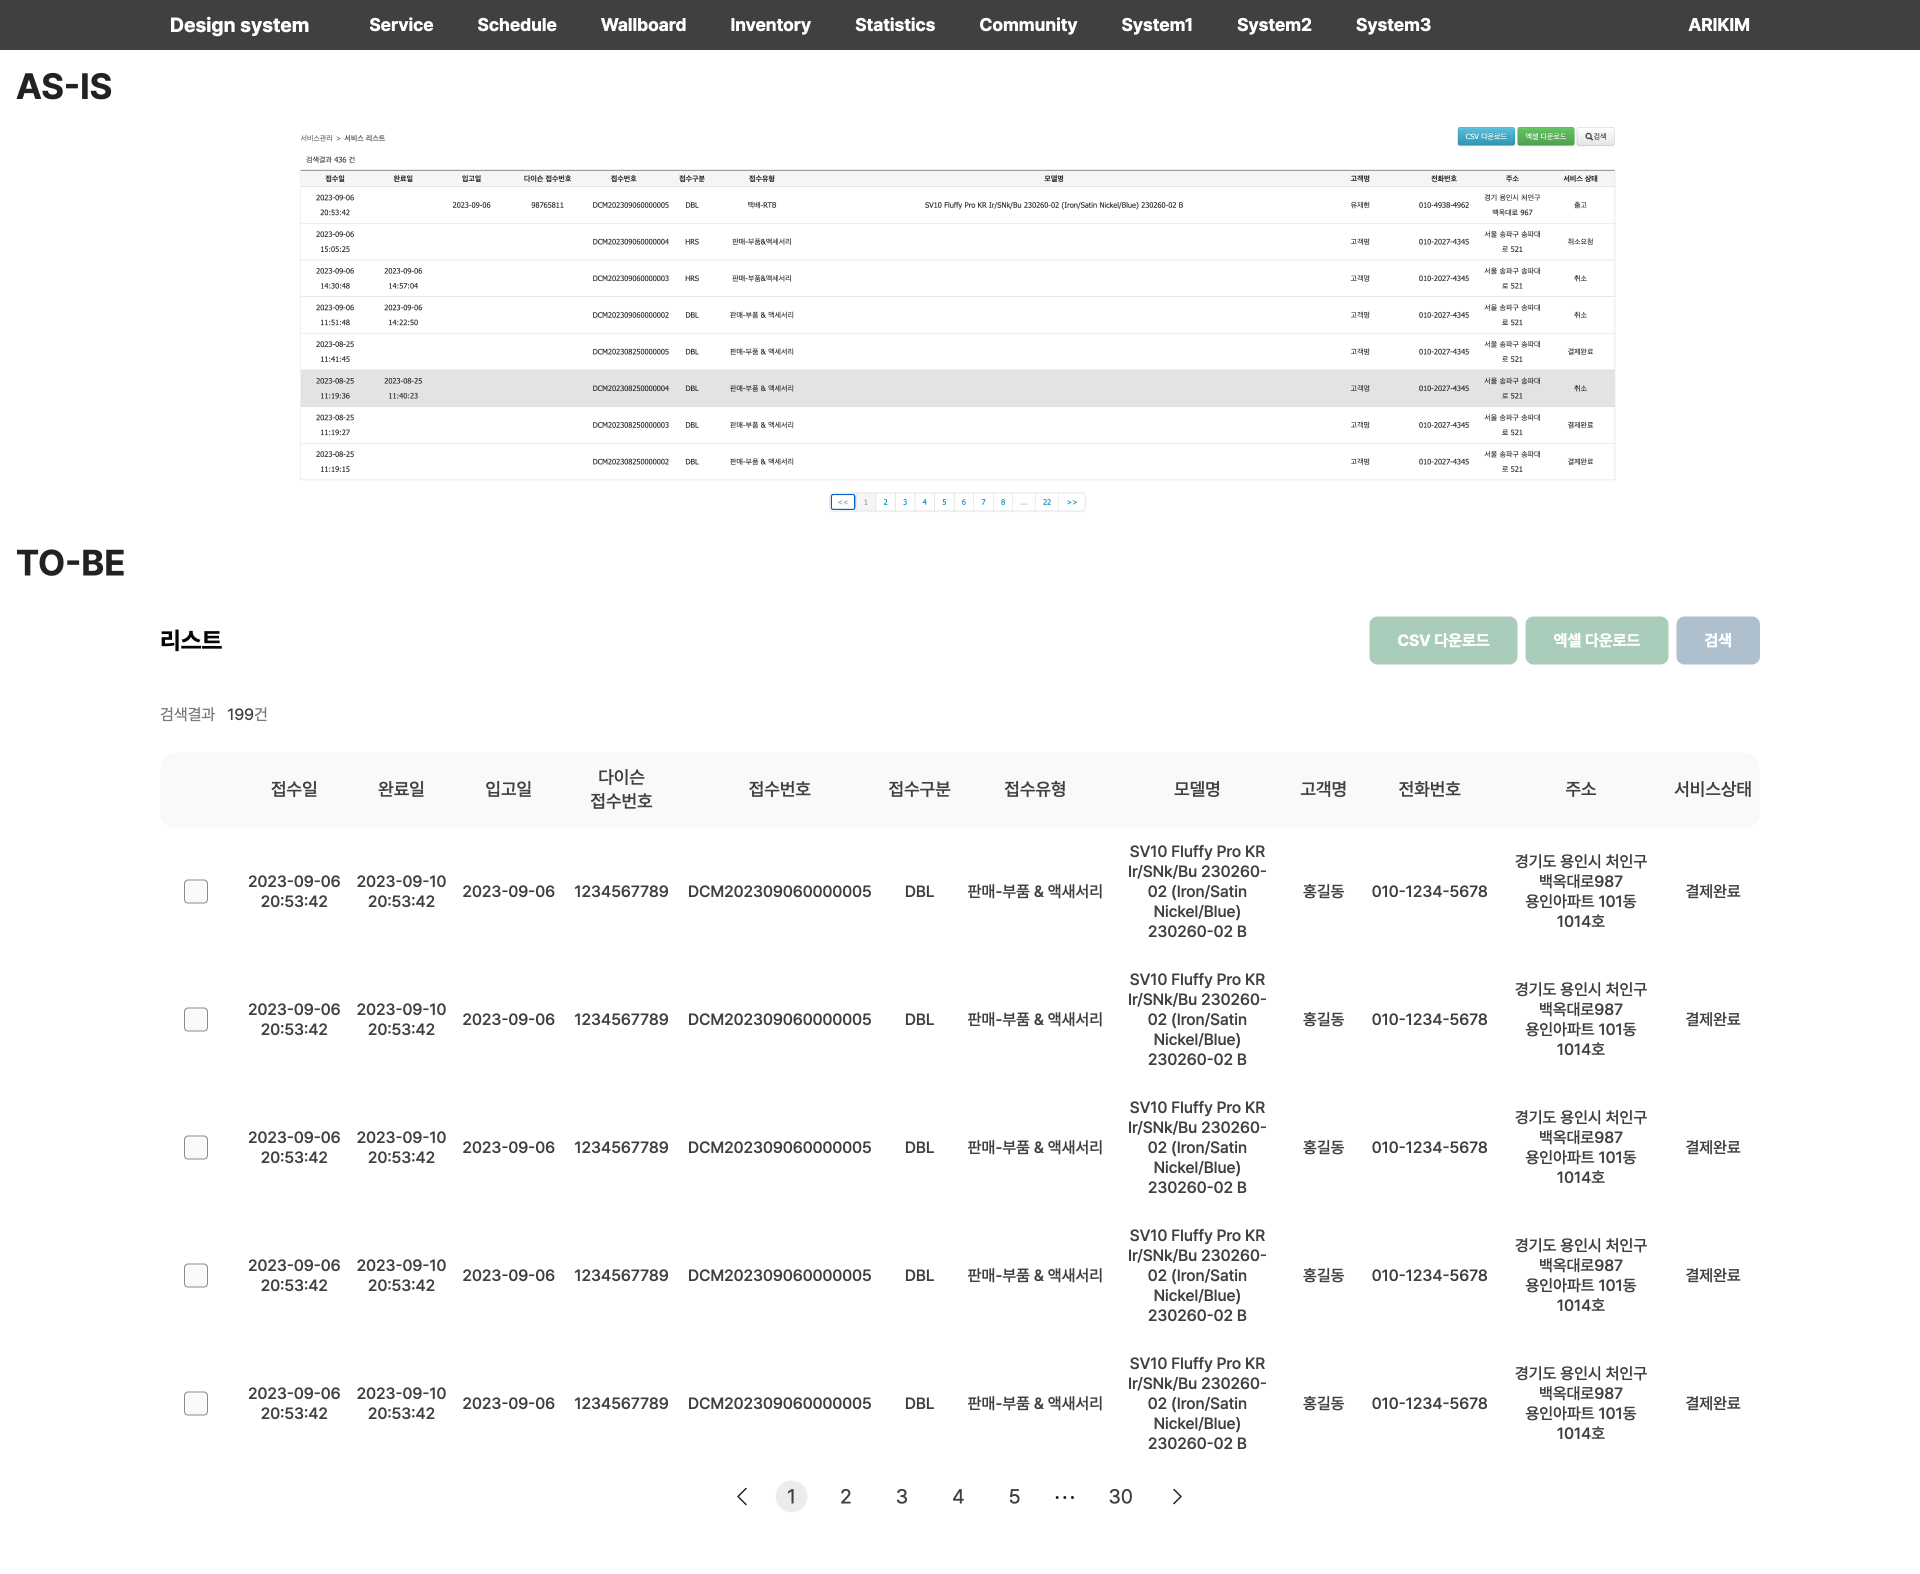 Design system Service Schedule Wallboard Inventory Statistics Community System1 System2 System3 ARIKIM
AS-IS
서비스관리 > 서비스 리스트 CSV 다운로드 엑셀 다운로드 검색
검색결과 436 건
접수일 완료일 입고일 다이슨 접수번호 접수번호 접수구분 접수유형 모델명 고객명 전화번호 주소 서비스 상태
2023-09-06 경기 용인시 처인구
2023-09-06 98765811 DCM202309060000005 DBL 택배-RTB SV10 Fluffy Pro KR Ir/SNk/Bu 230260-02 (Iron/Satin Nickel/Blue) 230260-02 B 유재현 010-4938-4962 출고
20:53:42 백옥대로 967
2023-09-06 서울 송파구 송파대
DCM202309060000004 HRS 판매-부품&액세서리 고객명 010-2027-4345 취소요청
15:05:25 로 521
2023-09-06 2023-09-06 서울 송파구 송파대
DCM202309060000003 HRS 판매-부품&액세서리 고객명 010-2027-4345 취소
14:30:48 14:57:04 로 521
2023-09-06 2023-09-06 서울 송파구 송파대
DCM202309060000002 DBL 판매-부품 & 액세서리 고객명 010-2027-4345 취소
11:51:48 14:22:50 로 521
2023-08-25 서울 송파구 송파대
DCM202308250000005 DBL 판매-부품 & 액세서리 고객명 010-2027-4345 결제완료
11:41:45 로 521
2023-08-25 2023-08-25 서울 송파구 송파대
DCM202308250000004 DBL 판매-부품 & 액세서리 고객명 010-2027-4345 취소
11:19:36 11:40:23 로 521
2023-08-25 서울 송파구 송파대
DCM202308250000003 DBL 판매-부품 & 액세서리 고객명 010-2027-4345 결제완료
11:19:27 로 521
2023-08-25 서울 송파구 송파대
DCM202308250000002 DBL 판매-부품 & 액세서리 고객명 010-2027-4345 결제완료
11:19:15 로 521
<< 1 2 3 4 5 6 7 8 ... 22 >>
TO-BE
리스트 CSV 다운로드 엑셀 다운로드 검색
검색결과 199건
접수일 완료일 입고일 다이슨 접수번호 접수번호 접수구분 접수유형 모델명 고객명 전화번호 주소 서비스상태
SV10 Fluffy Pro KR
2023-09-06 2023-09-10 Ir/SNk/Bu 230260- 경기도 용인시 처인구
20:53:42 20:53:42 2023-09-06 1234567789 DCM202309060000005 DBL 판매-부품 & 액새서리 02 (Iron/Satin 홍길동 010-1234-5678 백옥대로987 결제완료
Nickel/Blue) 용인아파트 101동
230260-02 B 1014호
SV10 Fluffy Pro KR
2023-09-06 2023-09-10 Ir/SNk/Bu 230260- 경기도 용인시 처인구
20:53:42 20:53:42 2023-09-06 1234567789 DCM202309060000005 DBL 판매-부품 & 액새서리 02 (Iron/Satin 홍길동 010-1234-5678 백옥대로987 결제완료
Nickel/Blue) 용인아파트 101동
230260-02 B 1014호
SV10 Fluffy Pro KR
2023-09-06 2023-09-10 Ir/SNk/Bu 230260- 경기도 용인시 처인구
20:53:42 20:53:42 2023-09-06 1234567789 DCM202309060000005 DBL 판매-부품 & 액새서리 02 (Iron/Satin 홍길동 010-1234-5678 백옥대로987 결제완료
Nickel/Blue) 용인아파트 101동
230260-02 B 1014호
SV10 Fluffy Pro KR
2023-09-06 2023-09-10 Ir/SNk/Bu 230260- 경기도 용인시 처인구
20:53:42 20:53:42 2023-09-06 1234567789 DCM202309060000005 DBL 판매-부품 & 액새서리 02 (Iron/Satin 홍길동 010-1234-5678 백옥대로987 결제완료
Nickel/Blue) 용인아파트 101동
230260-02 B 1014호
SV10 Fluffy Pro KR
2023-09-06 2023-09-10 Ir/SNk/Bu 230260- 경기도 용인시 처인구
20:53:42 20:53:42 2023-09-06 1234567789 DCM202309060000005 DBL 판매-부품 & 액새서리 02 (Iron/Satin 홍길동 010-1234-5678 백옥대로987 결제완료
Nickel/Blue) 용인아파트 101동
230260-02 B 1014호
1 2 3 4 5 ··· 30